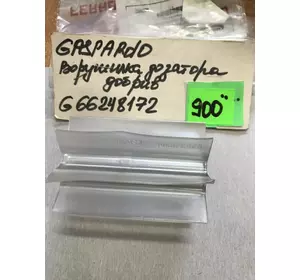 GASPARDO
Ворушилка дозатора
добрив
G66248172
900